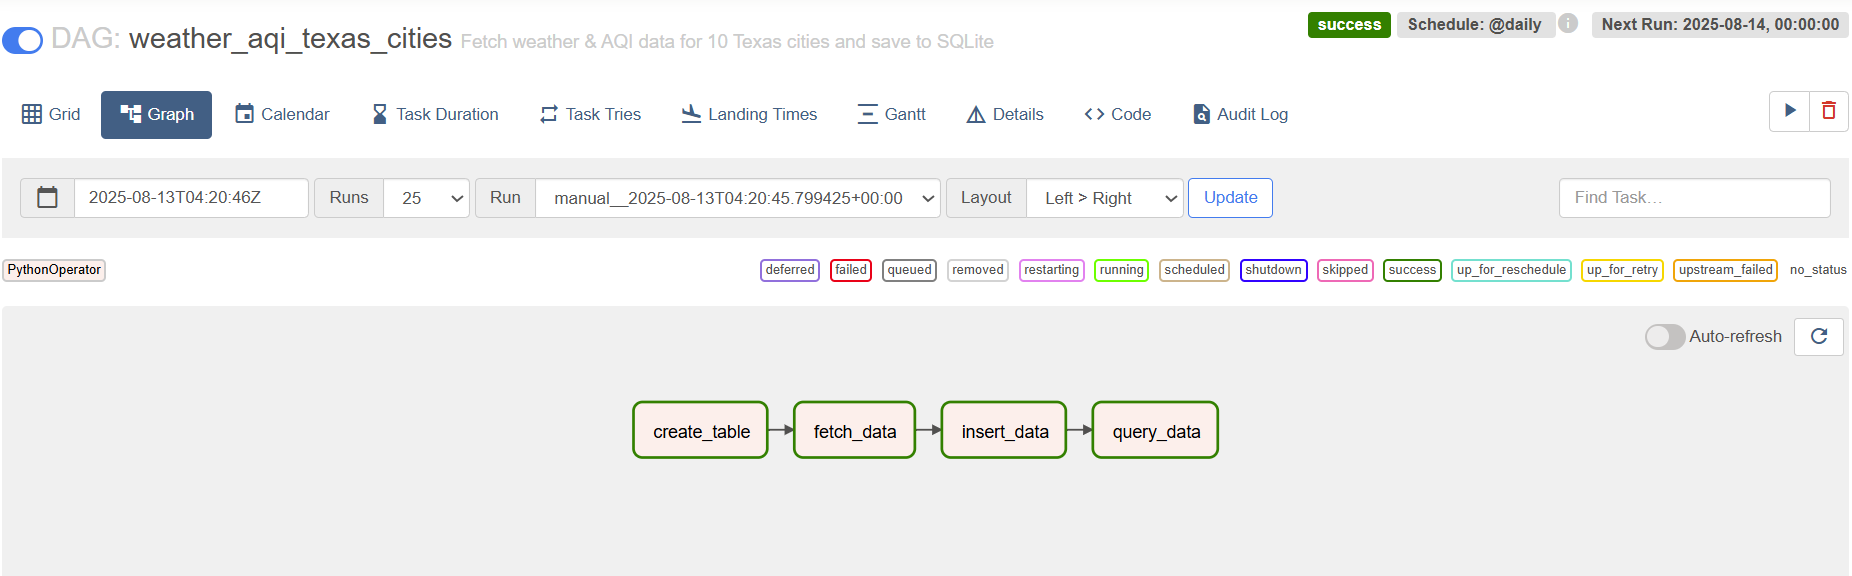 DAG: weather_aqi_texas_cities Fetch weather & AQI data for 10 Texas cities and save to SQLite success Schedule: @daily i Next Run: 2025-08-14, 00:00:00
Grid Graph Calendar Task Duration Task Tries Landing Times Gantt Details Code Audit Log
2025-08-13T04:20:46Z Runs 25 Run manual__2025-08-13T04:20:45.799425+00:00 Layout Left > Right Update Find Task...
PythonOperator deferred failed queued removed restarting running scheduled shutdown skipped success up_for_reschedule up_for_retry upstream_failed no_status
Auto-refresh
create_table fetch_data insert_data query_data